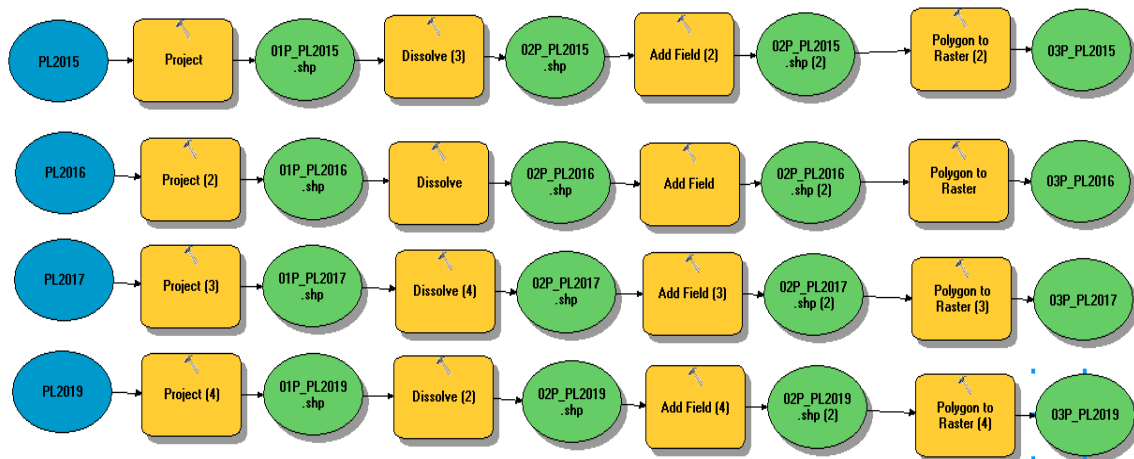 PL2015
Project
01P_PL2015
.shp
Dissolve (3)
02P_PL2015
.shp
Add Field (2)
02P_PL2015
.shp (2)
Polygon to
Raster (2)
03P_PL2015
PL2016
Project (2)
01P_PL2016
.shp
Dissolve
02P_PL2016
.shp
Add Field
02P_PL2016
.shp (2)
Polygon to
Raster
03P_PL2016
PL2017
Project (3)
01P_PL2017
.shp
Dissolve (4)
02P_PL2017
.shp
Add Field (3)
02P_PL2017
.shp (2)
Polygon to
Raster (3)
03P_PL2017
PL2019
Project (4)
01P_PL2019
.shp
Dissolve (2)
02P_PL2019
.shp
Add Field (4)
02P_PL2019
.shp (2)
Polygon to
Raster (4)
03P_PL2019